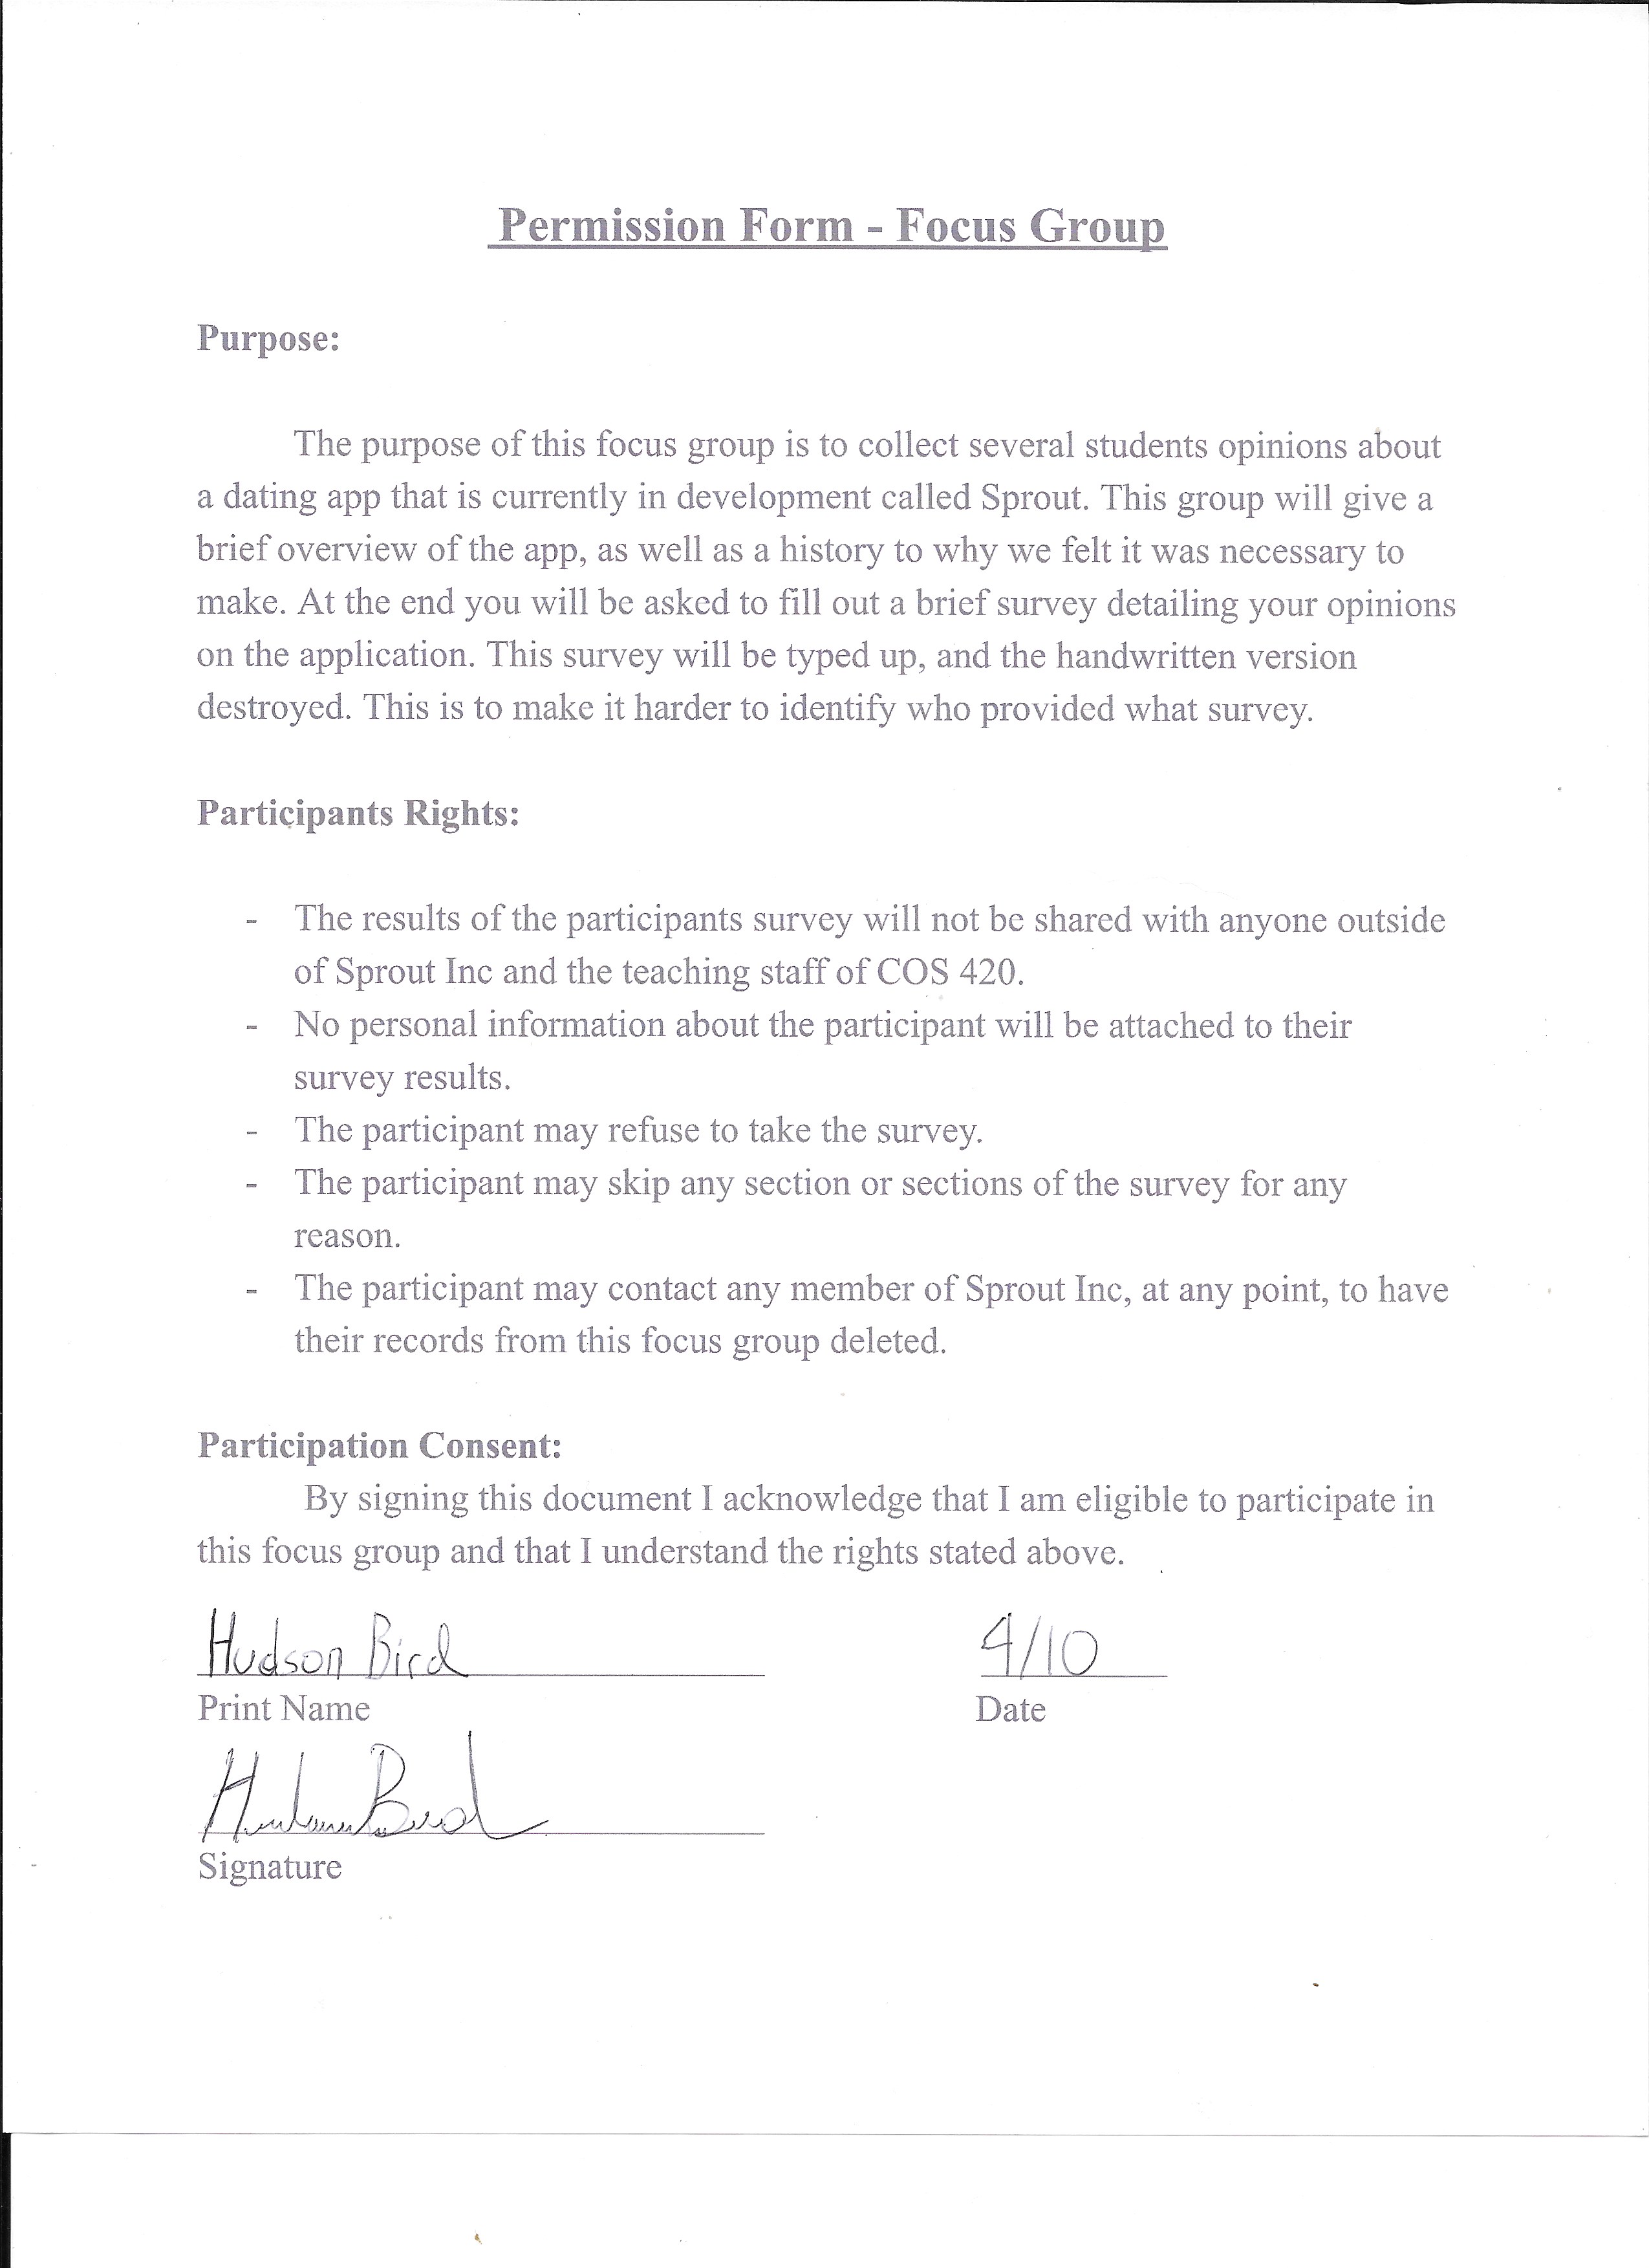 Permission Form - Focus Group
Purpose:
The purpose of this focus group is to collect several students opinions about
a dating app that is currently in development called Sprout. This group will give a
brief overview of the app, as well as a history to why we felt it was necessary to
make. At the end you will be asked to fill out a brief survey detailing your opinions
on the application. This survey will be typed up, and the handwritten version
destroyed. This is to make it harder to identify who provided what survey.
Participants Rights:
- The results of the participants survey will not be shared with anyone outside
of Sprout Inc and the teaching staff of COS 420.
- No personal information about the participant will be attached to their
survey results.
- The participant may refuse to take the survey.
- The participant may skip any section or sections of the survey for any
reason.
- The participant may contact any member of Sprout Inc, at any point, to have
their records from this focus group deleted.
Participation Consent:
By signing this document I acknowledge that I am eligible to participate in
this focus group and that I understand the rights stated above.
Hudson Bird 4/10
Print Name Date
Hudson Bird
Signature